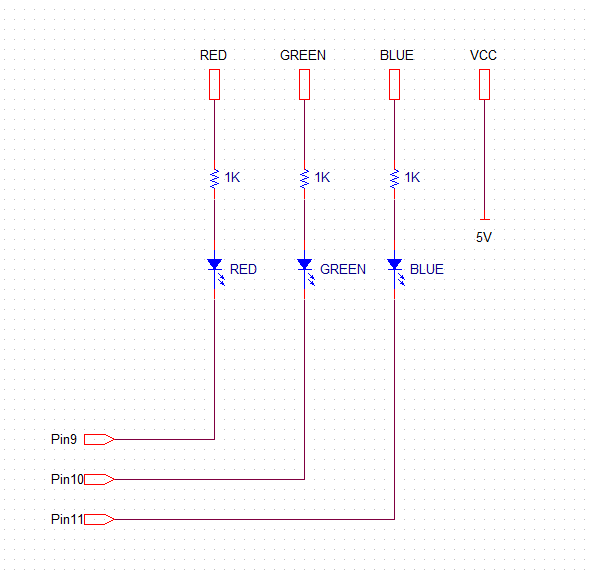 RED GREEN BLUE VCC
1K 1K 1K
5V
RED GREEN BLUE
Pin9
Pin10
Pin11